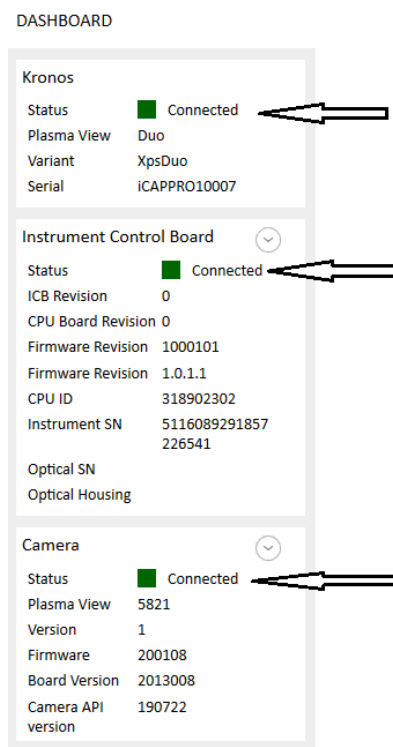 DASHBOARD
Kronos
Status Connected
Plasma View Duo
Variant XpsDuo
Serial iCAPPRO10007
Instrument Control Board
Status Connected
ICB Revision 0
CPU Board Revision 0
Firmware Revision 1000101
Firmware Revision 1.0.1.1
CPU ID 318902302
Instrument SN 5116089291857
226541
Optical SN
Optical Housing
Camera
Status Connected
Plasma View 5821
Version 1
Firmware 200108
Board Version 2013008
Camera API 190722
version